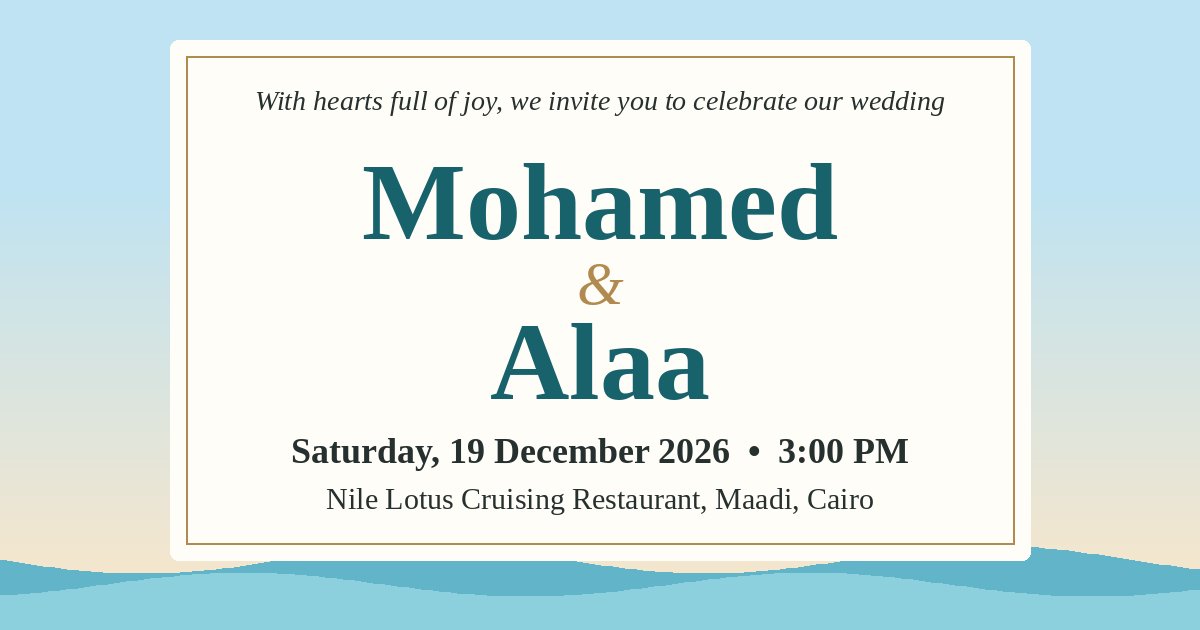 With hearts full of joy, we invite you to celebrate our wedding
Mohamed
&
Alaa
Saturday, 19 December 2026 • 3:00 PM
Nile Lotus Cruising Restaurant, Maadi, Cairo